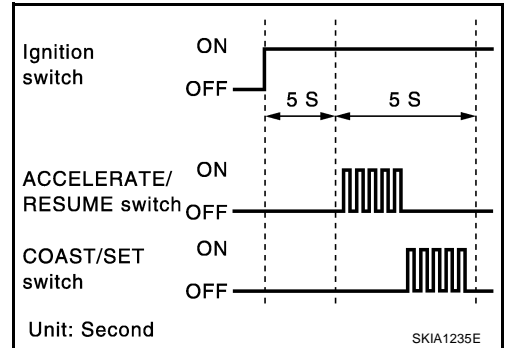 Ignition
switch
ON
OFF
5 S
5 S
ACCELERATE/
RESUME switch
ON
OFF
COAST/SET
switch
ON
OFF
Unit: Second
SKIA1235E